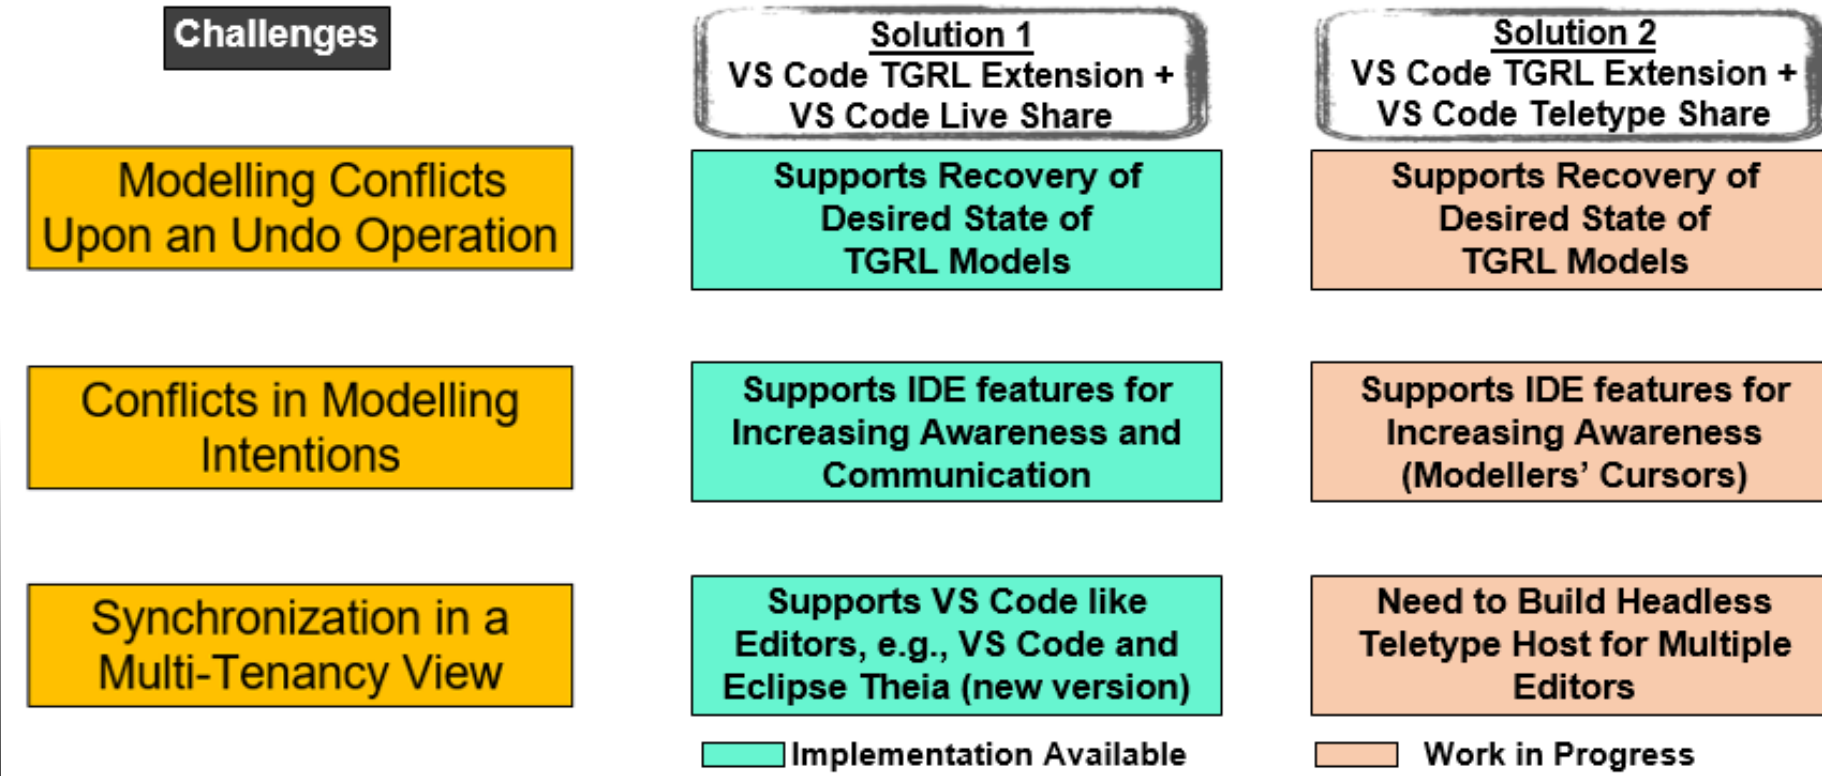 Challenges
Solution 1
VS Code TGRL Extension +
VS Code Live Share
Solution 2
VS Code TGRL Extension +
VS Code Teletype Share
Modelling Conflicts
Upon an Undo Operation
Supports Recovery of
Desired State of
TGRL Models
Supports Recovery of
Desired State of
TGRL Models
Conflicts in Modelling
Intentions
Supports IDE features for
Increasing Awareness and
Communication
Supports IDE features for
Increasing Awareness
(Modellers’ Cursors)
Synchronization in a
Multi-Tenancy View
Supports VS Code like
Editors, e.g., VS Code and
Eclipse Theia (new version)
Need to Build Headless
Teletype Host for Multiple
Editors
Implementation Available
Work in Progress